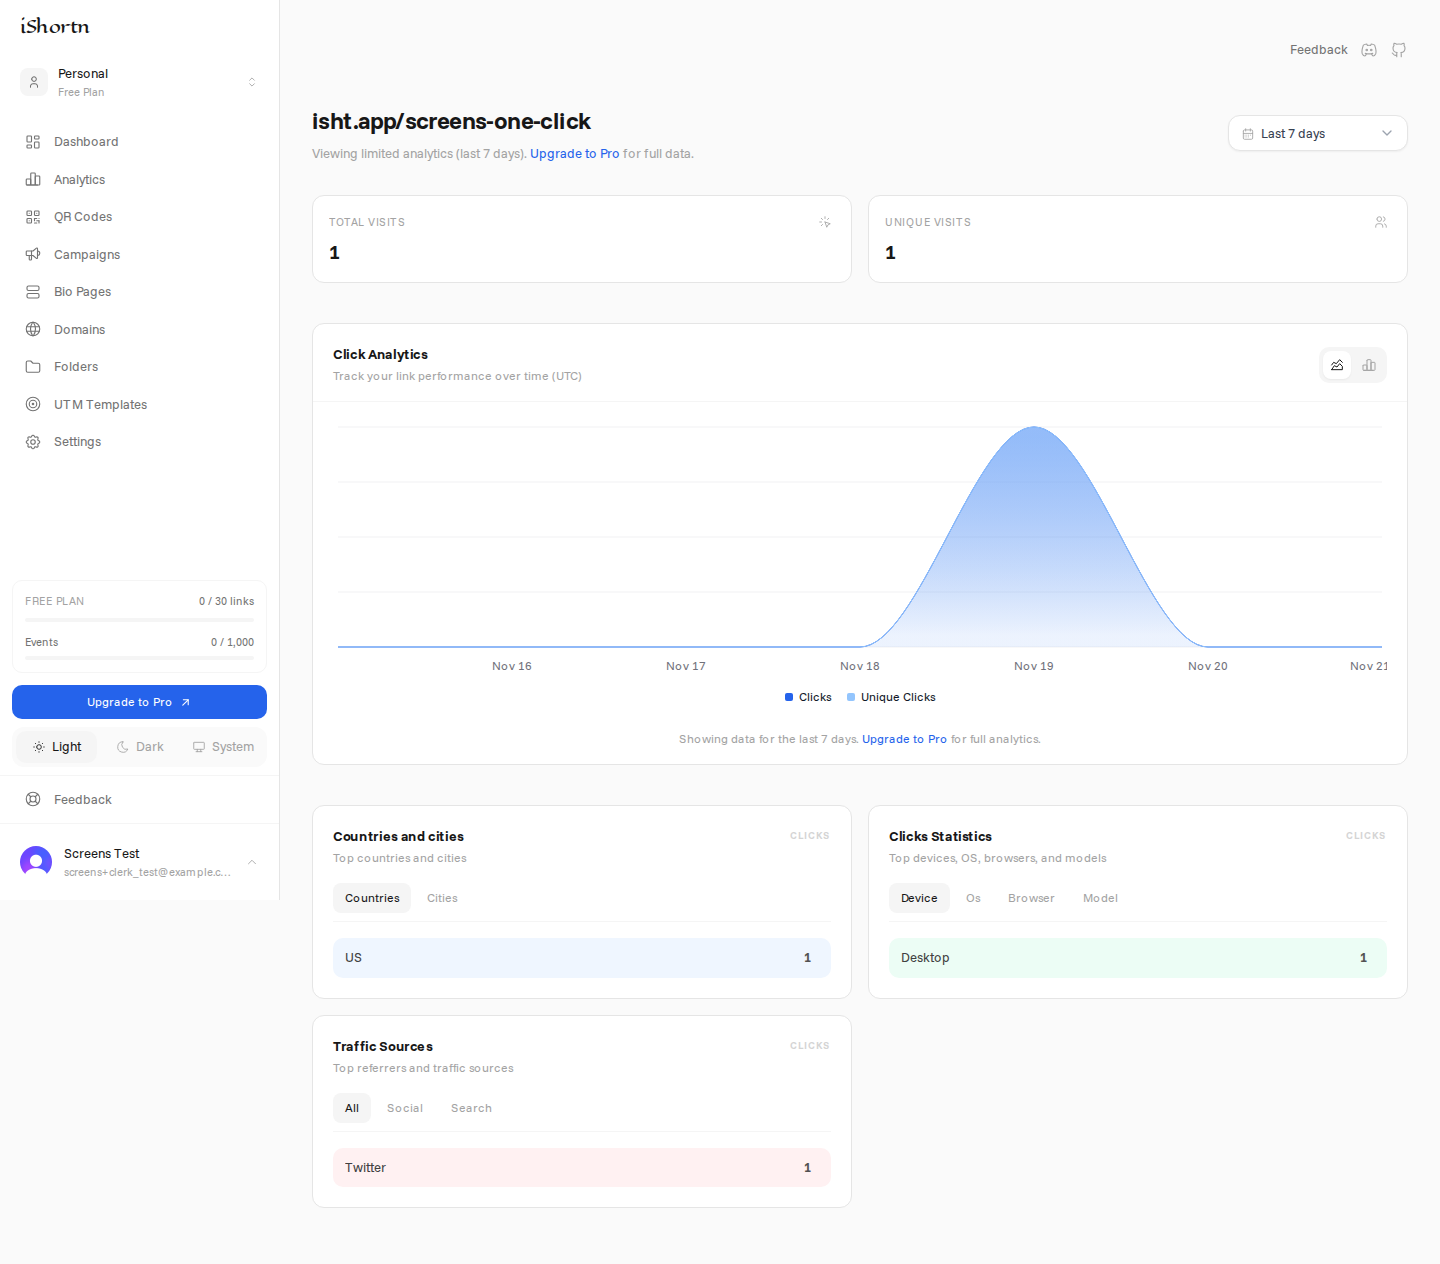 iShortn
Personal
Free Plan
Dashboard
Analytics
QR Codes
Campaigns
Bio Pages
Domains
Folders
UTM Templates
Settings
FREE PLAN 0 / 30 links
Events 0 / 1,000
Upgrade to Pro
Light Dark System
Feedback
Screens Test
screens+clerk_test@example.c...
Feedback
isht.app/screens-one-click
Viewing limited analytics (last 7 days). Upgrade to Pro for full data.
Last 7 days
TOTAL VISITS
1
UNIQUE VISITS
1
Click Analytics
Track your link performance over time (UTC)
Nov 16 Nov 17 Nov 18 Nov 19 Nov 20 Nov 21
Clicks Unique Clicks
Showing data for the last 7 days. Upgrade to Pro for full analytics.
Countries and cities CLICKS
Top countries and cities
Countries Cities
US 1
Clicks Statistics CLICKS
Top devices, OS, browsers, and models
Device Os Browser Model
Desktop 1
Traffic Sources CLICKS
Top referrers and traffic sources
All Social Search
Twitter 1